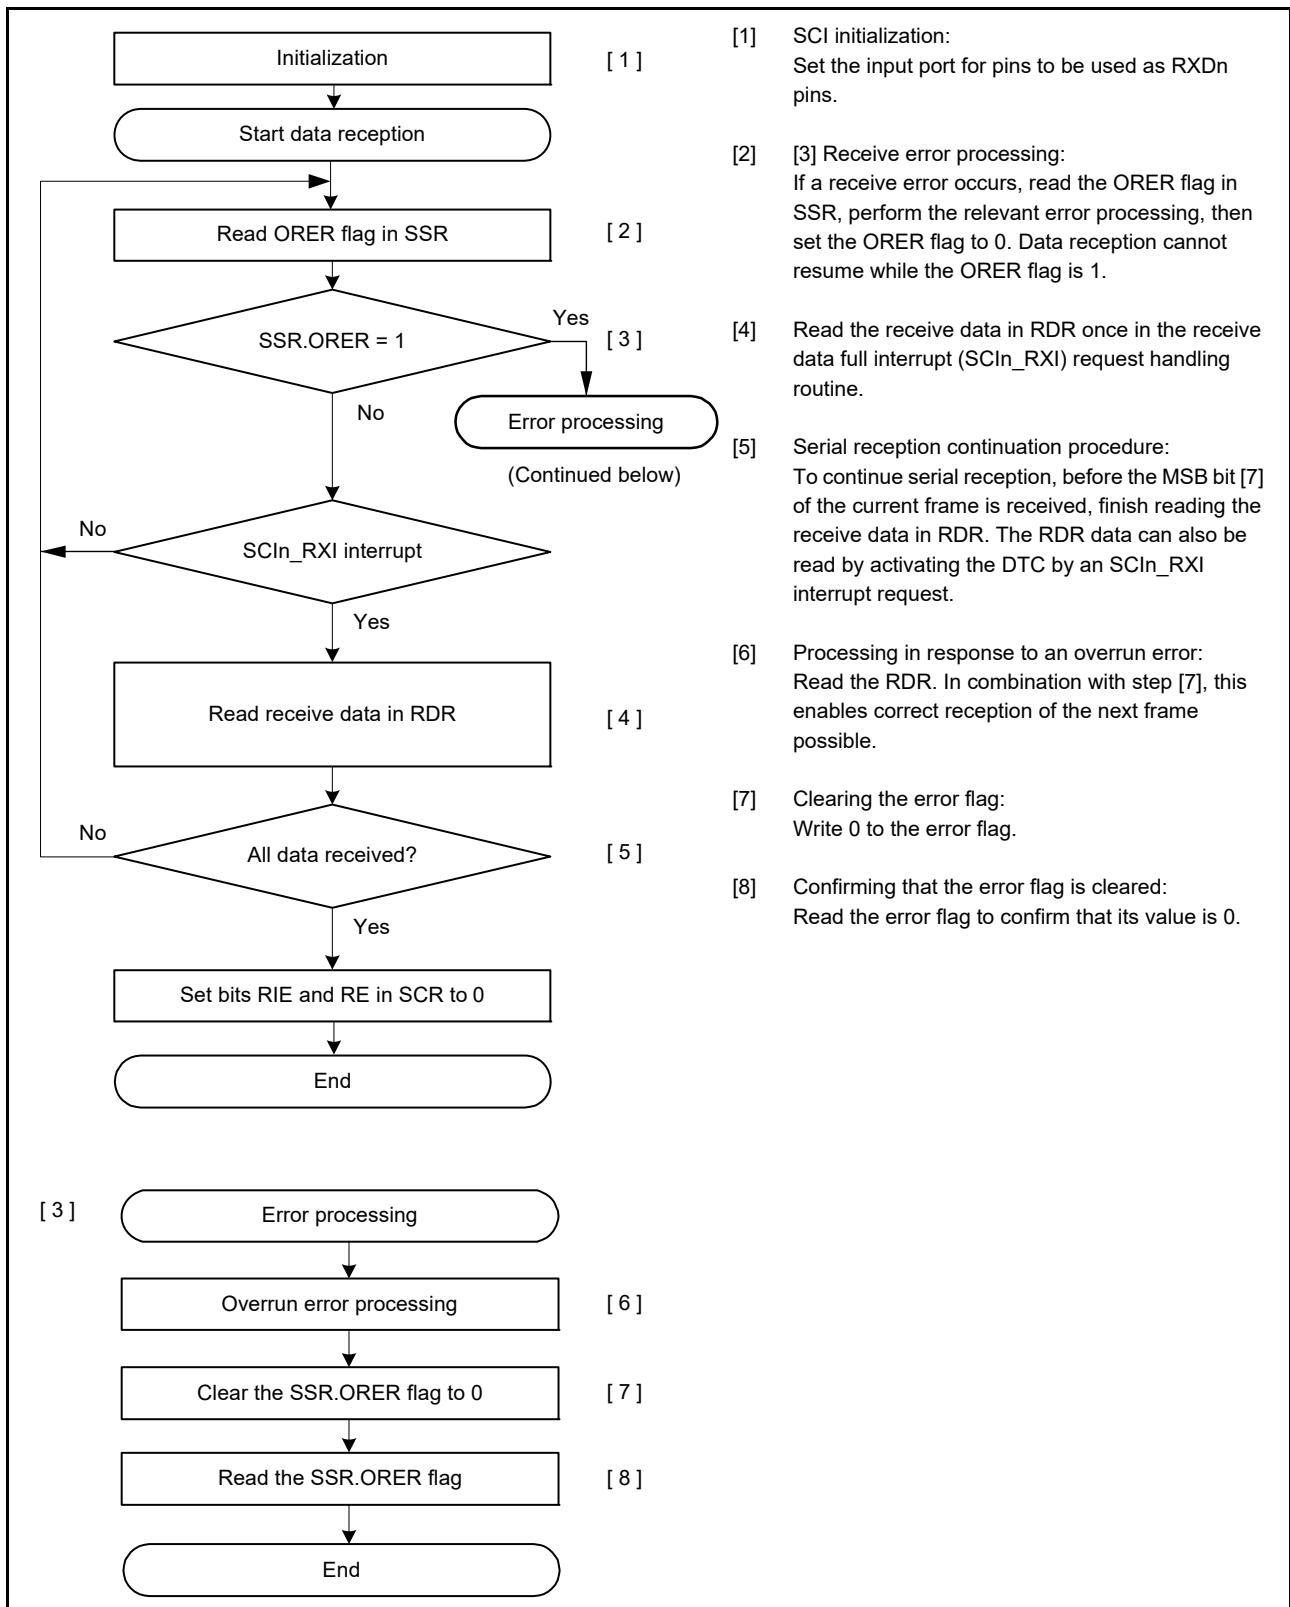 Initialization
[ 1 ]
Start data reception
Read ORER flag in SSR
[ 2 ]
SSR.ORER = 1
Yes
[ 3 ]
No
Error processing
(Continued below)
No
SCIn_RXI interrupt
Yes
Read receive data in RDR
[ 4 ]
No
All data received?
[ 5 ]
Yes
Set bits RIE and RE in SCR to 0
End
[1] SCI initialization:
Set the input port for pins to be used as RXDn
pins.
[2] [3] Receive error processing:
If a receive error occurs, read the ORER flag in
SSR, perform the relevant error processing, then
set the ORER flag to 0. Data reception cannot
resume while the ORER flag is 1.
[4] Read the receive data in RDR once in the receive
data full interrupt (SCIn_RXI) request handling
routine.
[5] Serial reception continuation procedure:
To continue serial reception, before the MSB bit [7]
of the current frame is received, finish reading the
receive data in RDR. The RDR data can also be
read by activating the DTC by an SCIn_RXI
interrupt request.
[6] Processing in response to an overrun error:
Read the RDR. In combination with step [7], this
enables correct reception of the next frame
possible.
[7] Clearing the error flag:
Write 0 to the error flag.
[8] Confirming that the error flag is cleared:
Read the error flag to confirm that its value is 0.
[ 3 ]
Error processing
Overrun error processing
[ 6 ]
Clear the SSR.ORER flag to 0
[ 7 ]
Read the SSR.ORER flag
[ 8 ]
End